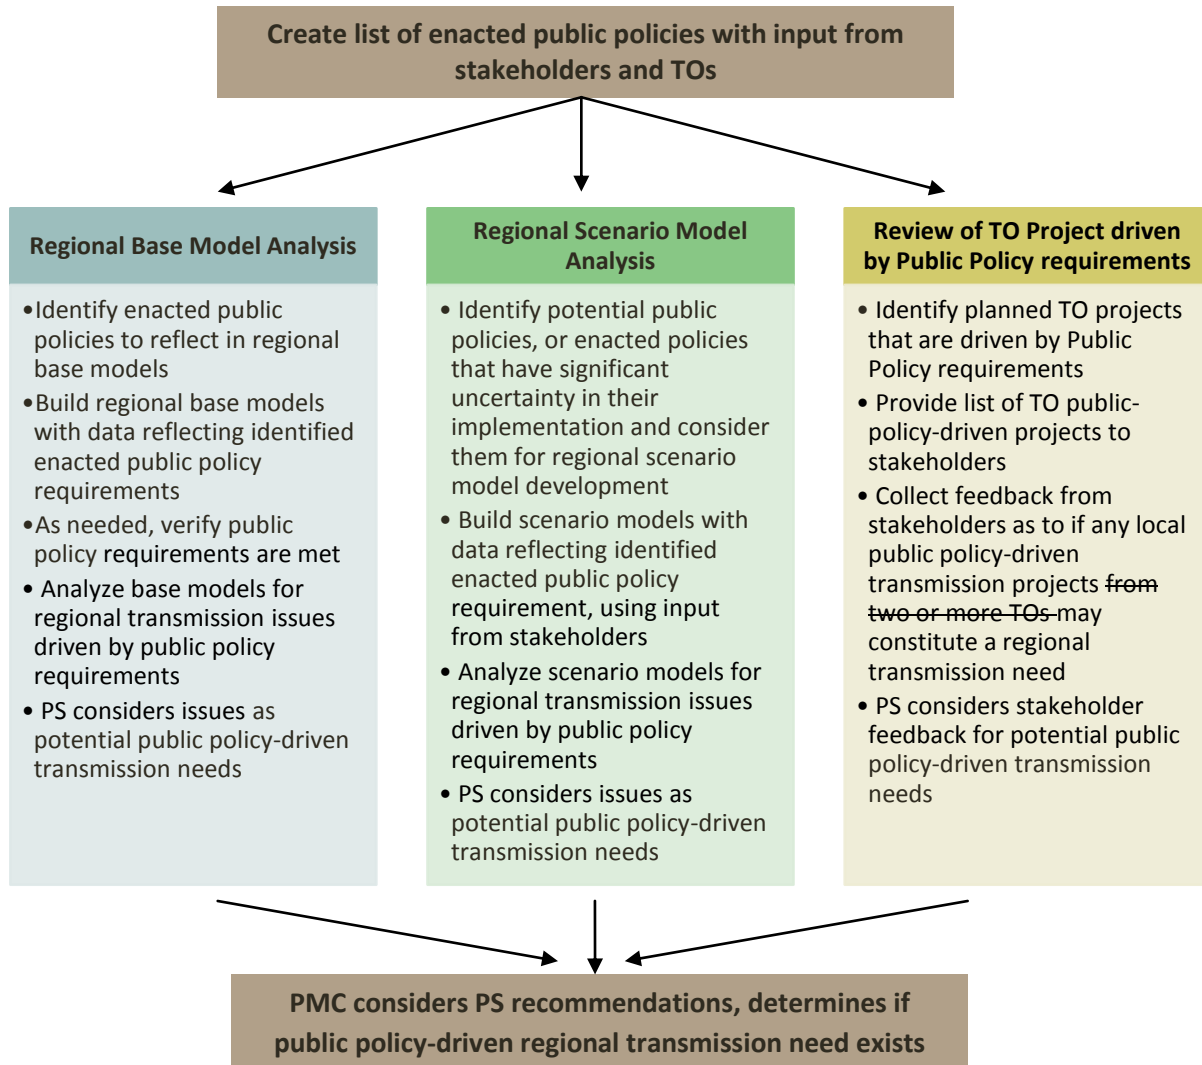 Create list of enacted public policies with input from
stakeholders and TOs
Regional Base Model Analysis
•Identify enacted public
policies to reflect in regional
base models
•Build regional base models
with data reflecting identified
enacted public policy
requirements
•As needed, verify public
policy requirements are met
• Analyze base models for
regional transmission issues
driven by public policy
requirements
• PS considers issues as
potential public policy-driven
transmission needs
Regional Scenario Model
Analysis
• Identify potential public
policies, or enacted policies
that have significant
uncertainty in their
implementation and consider
them for regional scenario
model development
• Build scenario models with
data reflecting identified
enacted public policy
requirement, using input
from stakeholders
• Analyze scenario models for
regional transmission issues
driven by public policy
requirements
• PS considers issues as
potential public policy-driven
transmission needs
Review of TO Project driven
by Public Policy requirements
• Identify planned TO projects
that are driven by Public
Policy requirements
• Provide list of TO public-
policy-driven projects to
stakeholders
• Collect feedback from
stakeholders as to if any local
public policy-driven
transmission projects from
two or more TOs may
constitute a regional
transmission need
• PS considers stakeholder
feedback for potential public
policy-driven transmission
needs
PMC considers PS recommendations, determines if
public policy-driven regional transmission need exists